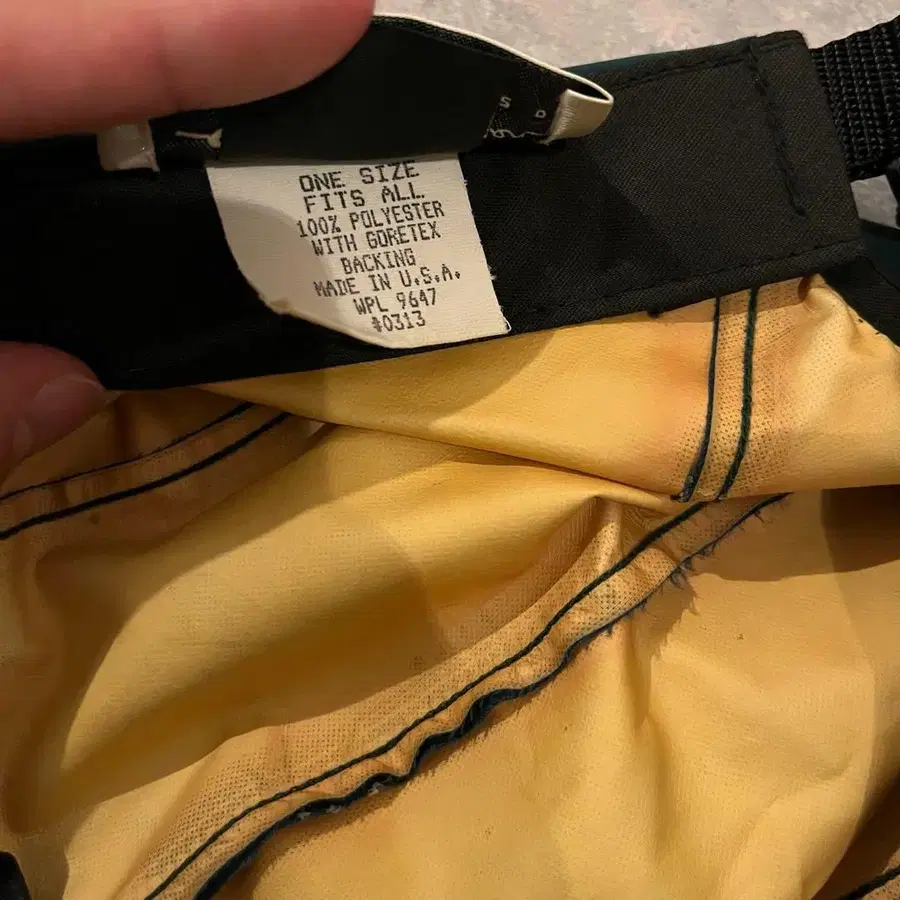 ONE SIZE
FITS ALL
100% POLYESTER
WITH GORETEX
BACKING
MADE IN U.S.A.
WPL 9647
#0313